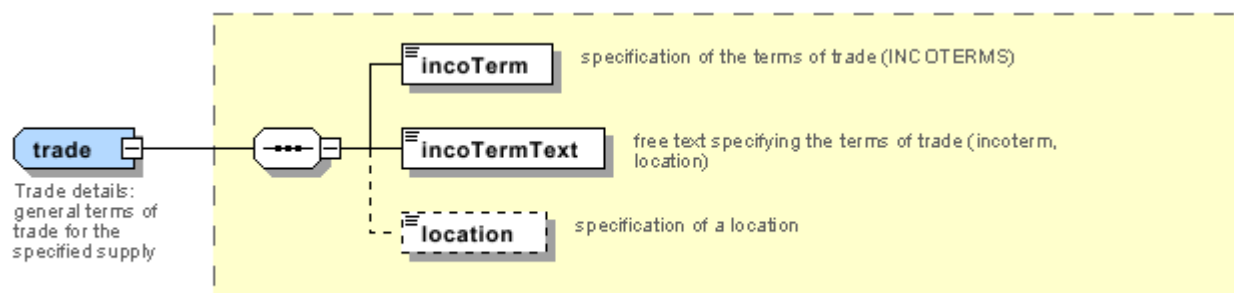 incoTerm
specification of the terms of trade (INCOTERMS)
trade
incoTermText
free text specifying the terms of trade (incoterm,
location)
Trade details:
general terms of
trade for the
specified supply
location
specification of a location